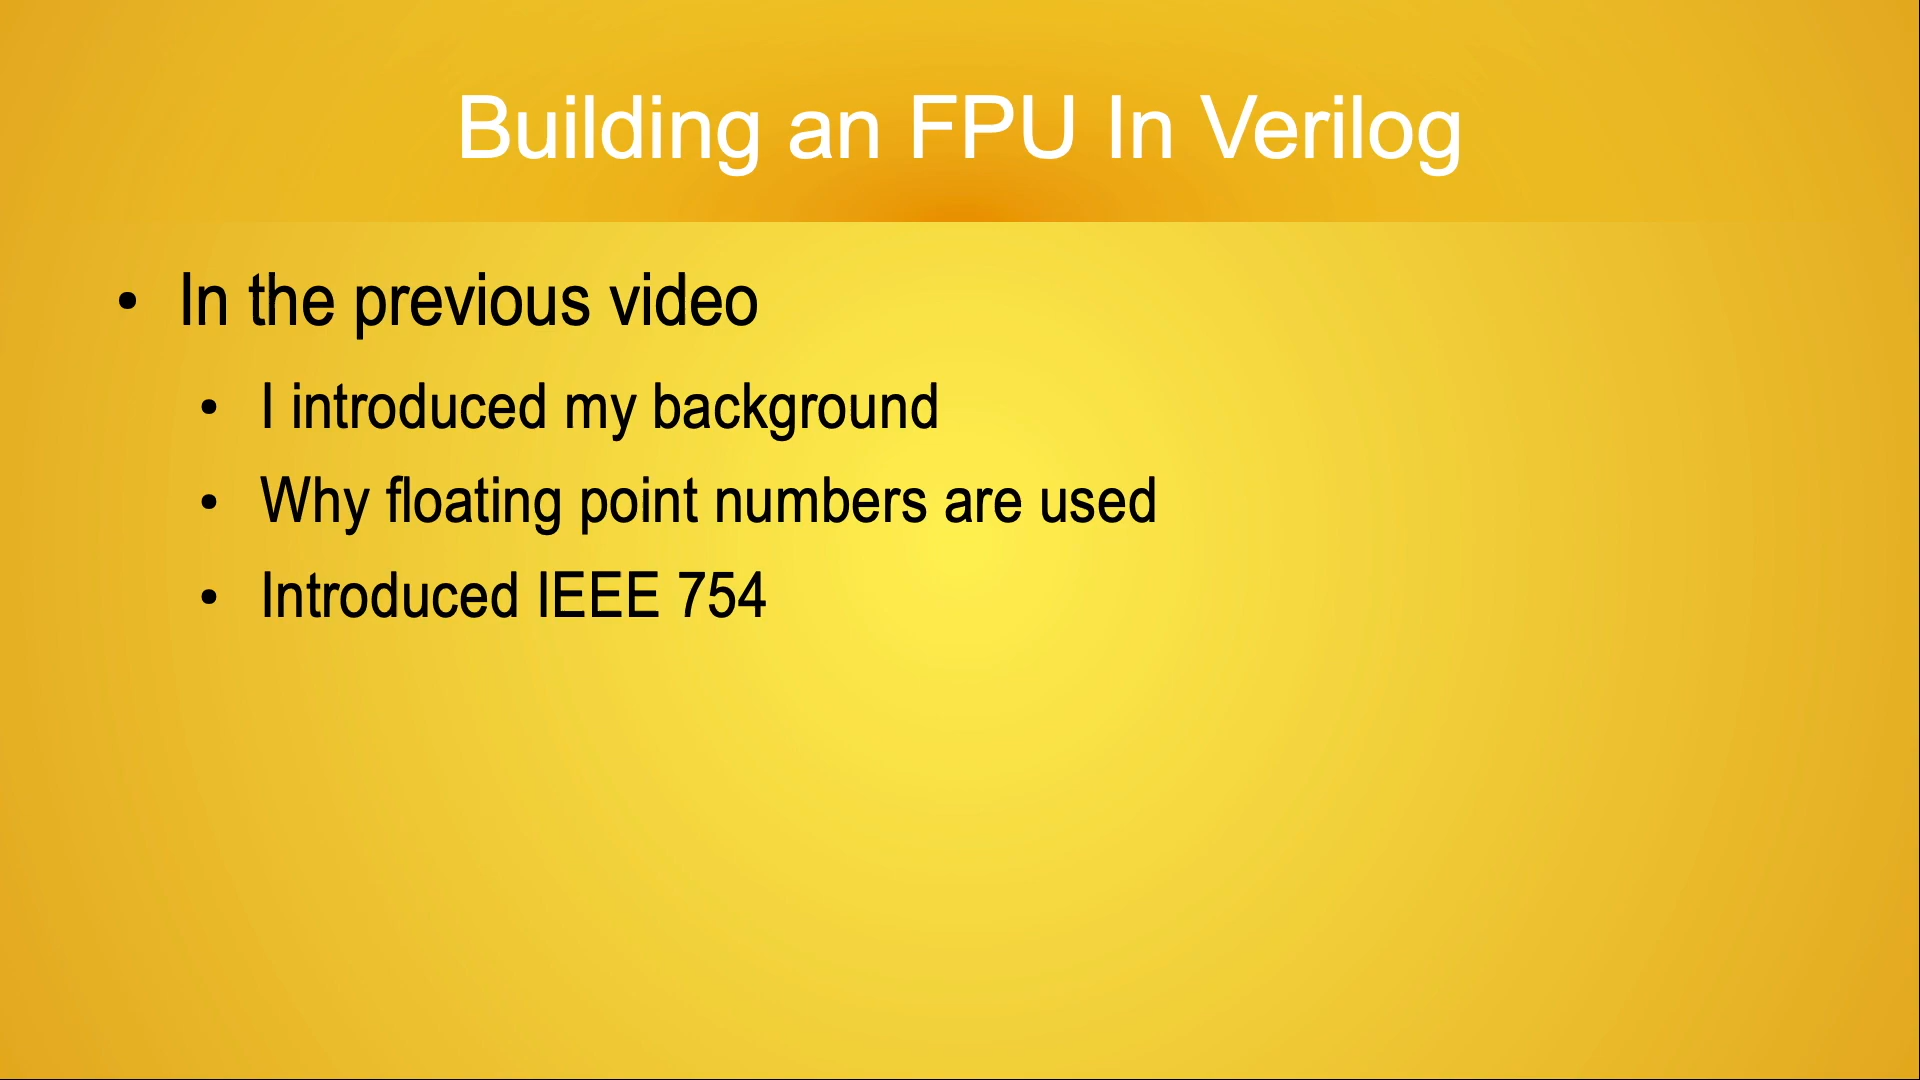 Building an FPU In Verilog
• In the previous video
• I introduced my background
• Why floating point numbers are used
• Introduced IEEE 754